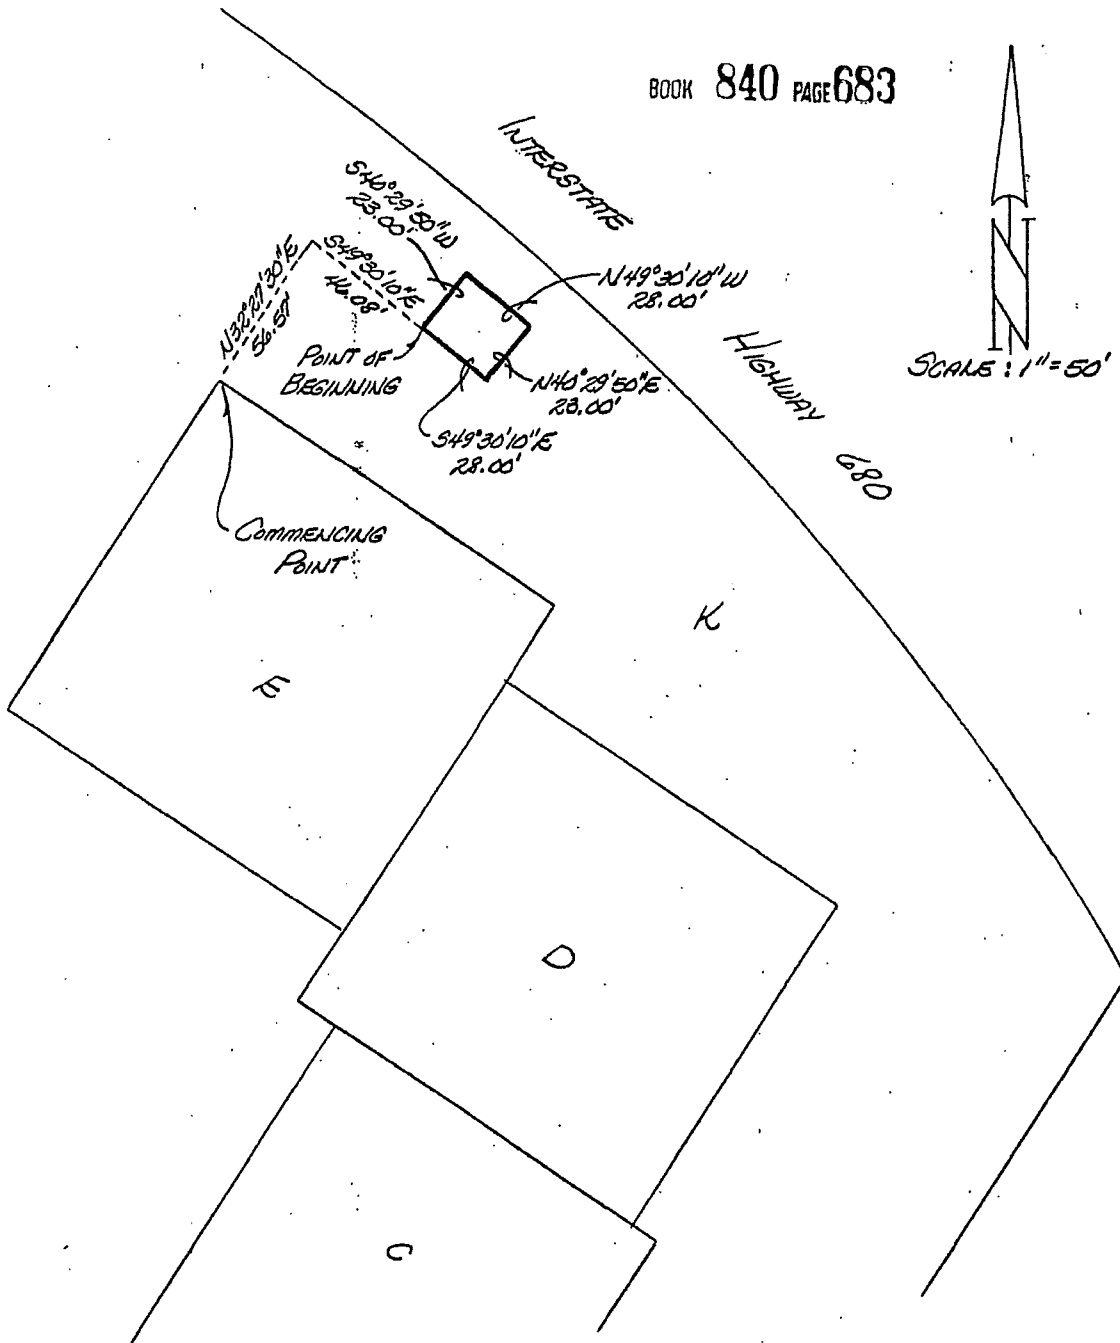 BOOK 840 PAGE 683
INTERSTATE
HIGHWAY
680
S40°29'50"W
23.00'
N32°27'30"E
56.57'
S49°30'10"E
46.08'
N49°30'10"W
28.00'
POINT OF
BEGINNING
N40°29'50"E
23.00'
S49°30'10"E
28.00'
SCALE: 1"=50'
COMMENCING
POINT
K
E
D
C